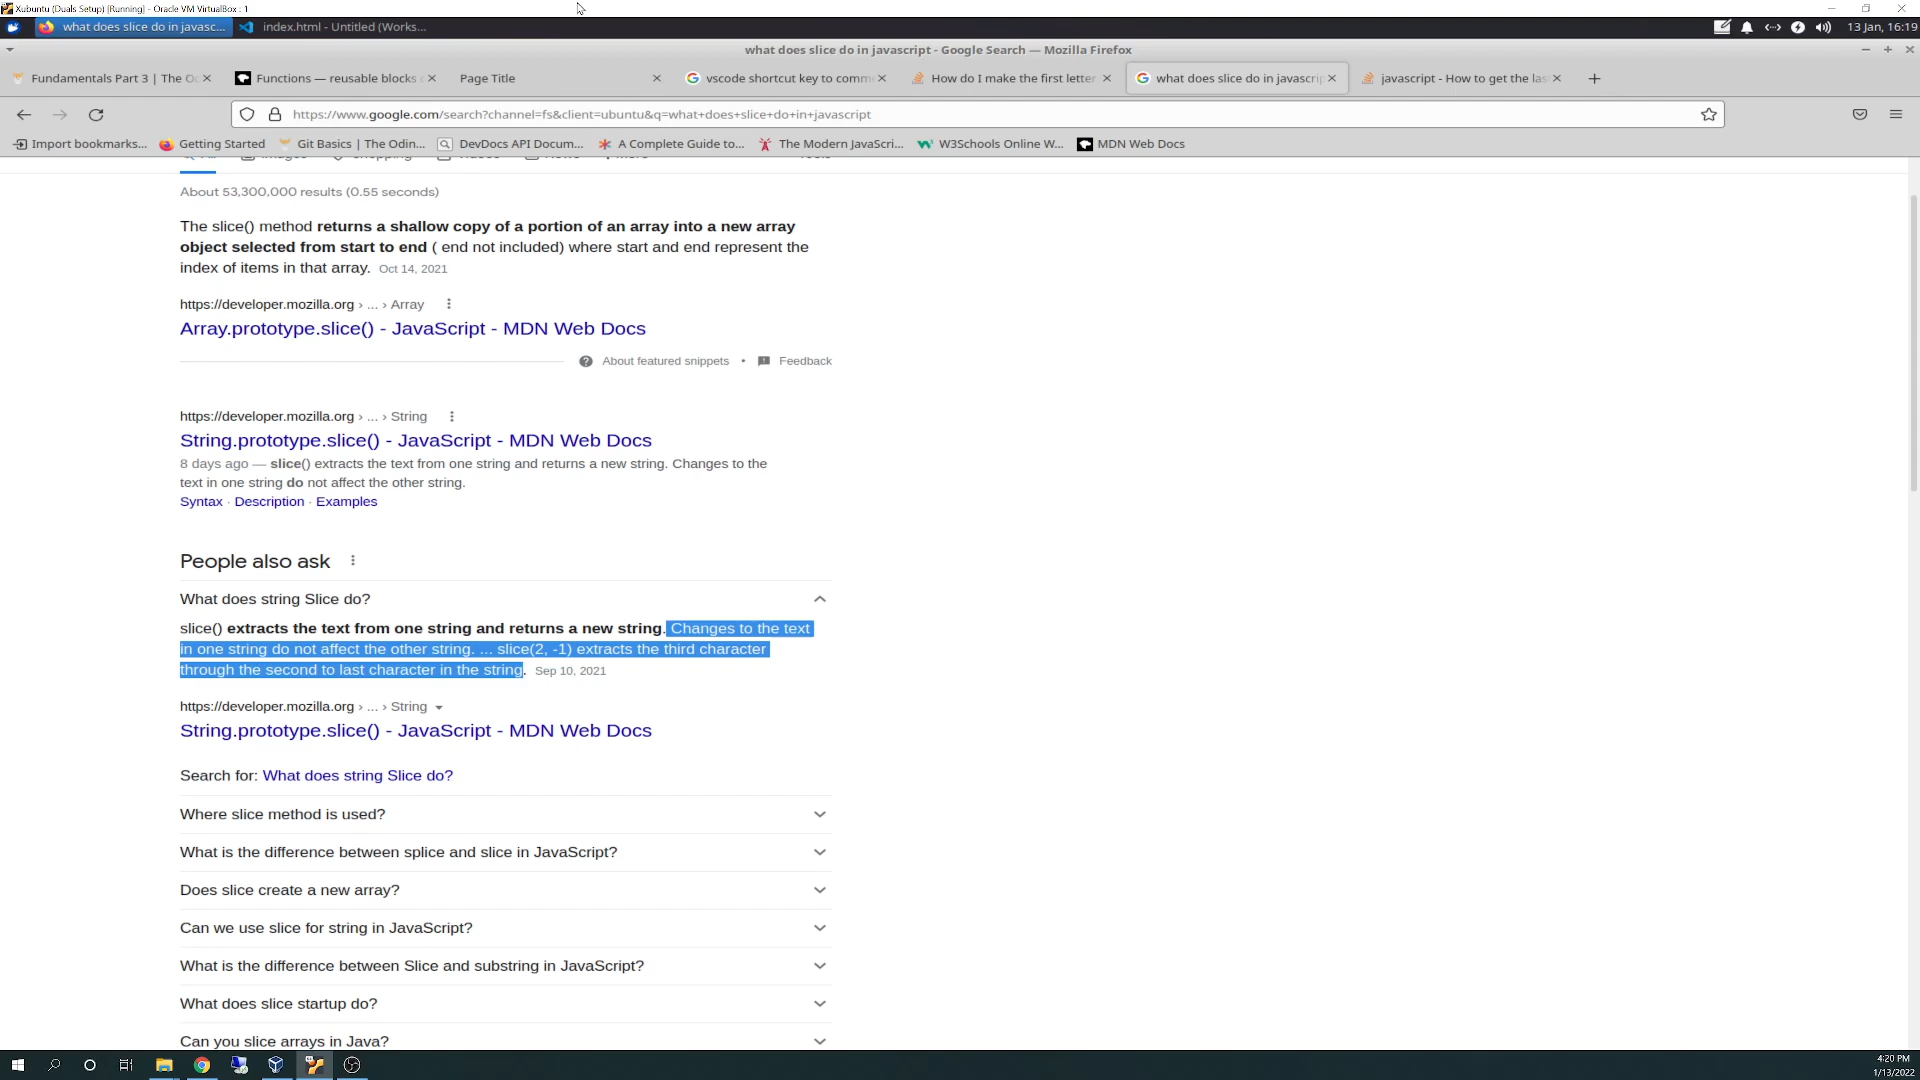 Xubuntu (Duals Setup) [Running] - Oracle VM VirtualBox : 1
what does slice do in javasc...
index.html - Untitled (Works...
13 Jan, 16:19
what does slice do in javascript - Google Search — Mozilla Firefox
Fundamentals Part 3 | The O
Functions — reusable blocks
Page Title
vscode shortcut key to comm
How do I make the first letter
what does slice do in javascrip
javascript - How to get the las
https://www.google.com/search?channel=fs&client=ubuntu&q=what+does+slice+do+in+javascript
Import bookmarks...
Getting Started
Git Basics | The Odin...
DevDocs API Docum...
A Complete Guide to...
The Modern JavaScri...
W3Schools Online W...
MDN Web Docs
About 53,300,000 results (0.55 seconds)
The slice() method returns a shallow copy of a portion of an array into a new array
object selected from start to end ( end not included) where start and end represent the
index of items in that array. Oct 14, 2021
https://developer.mozilla.org › ... › Array
Array.prototype.slice() - JavaScript - MDN Web Docs
About featured snippets • Feedback
https://developer.mozilla.org › ... › String
String.prototype.slice() - JavaScript - MDN Web Docs
8 days ago — slice() extracts the text from one string and returns a new string. Changes to the
text in one string do not affect the other string.
Syntax · Description · Examples
People also ask
What does string Slice do?
slice() extracts the text from one string and returns a new string. Changes to the text
in one string do not affect the other string. ... slice(2, -1) extracts the third character
through the second to last character in the string. Sep 10, 2021
https://developer.mozilla.org › ... › String
String.prototype.slice() - JavaScript - MDN Web Docs
Search for: What does string Slice do?
Where slice method is used?
What is the difference between splice and slice in JavaScript?
Does slice create a new array?
Can we use slice for string in JavaScript?
What is the difference between Slice and substring in JavaScript?
What does slice startup do?
Can you slice arrays in Java?
4:20 PM
1/13/2022